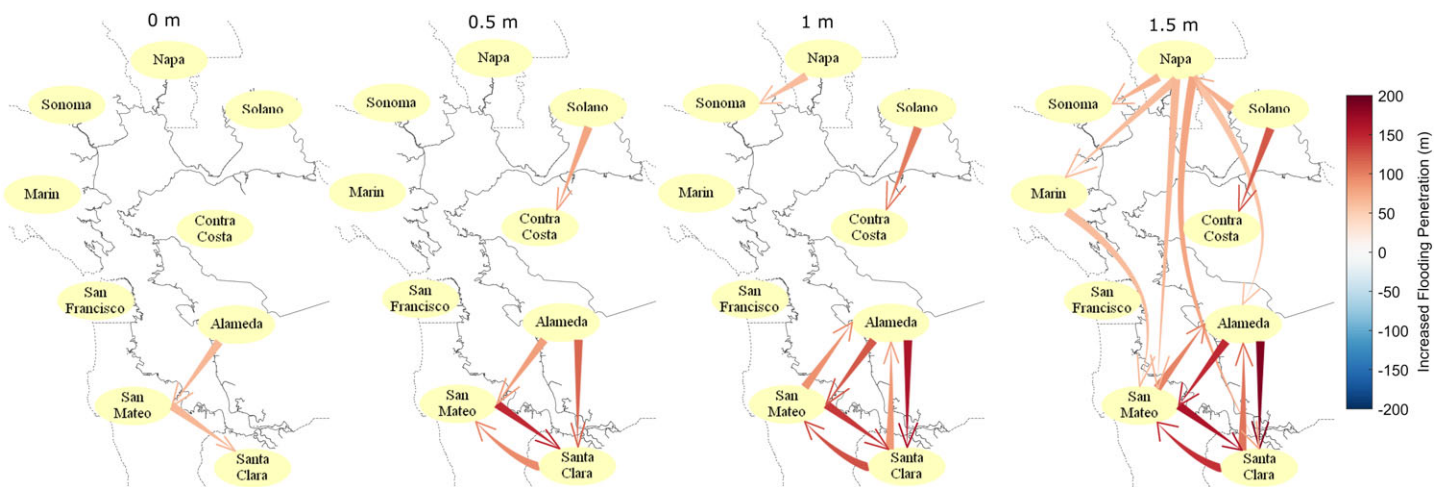 0 m
Napa
Sonoma
Solano
Marin
Contra
Costa
San
Francisco
Alameda
San
Mateo
Santa
Clara
0.5 m
Napa
Sonoma
Solano
Marin
Contra
Costa
San
Francisco
Alameda
San
Mateo
Santa
Clara
1 m
Napa
Sonoma
Solano
Marin
Contra
Costa
San
Francisco
Alameda
San
Mateo
Santa
Clara
1.5 m
Napa
Sonoma
Solano
Marin
Contra
Costa
San
Francisco
Alameda
San
Mateo
Santa
Clara
200
150
100
50
0
-50
-100
-150
-200
Increased Flooding Penetration (m)